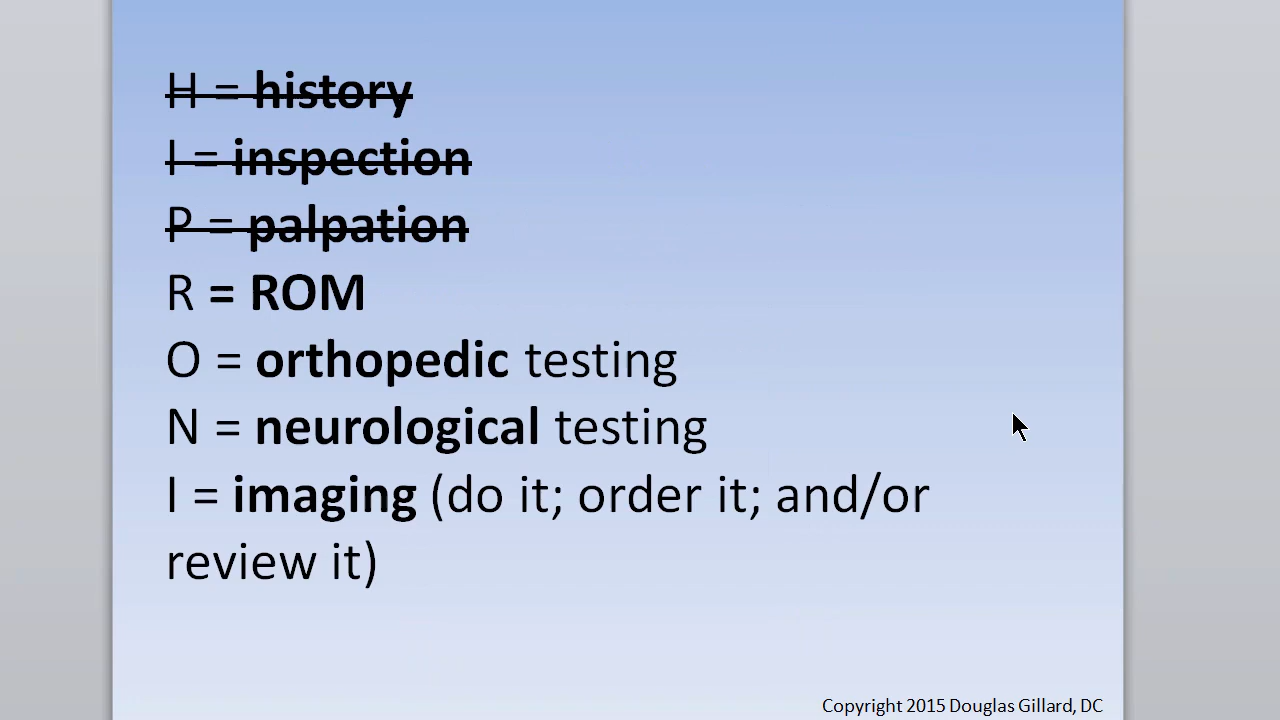 H = history
I = inspection
P = palpation
R = ROM
O = orthopedic testing
N = neurological testing
I = imaging (do it; order it; and/or
review it)
Copyright 2015 Douglas Gillard, DC